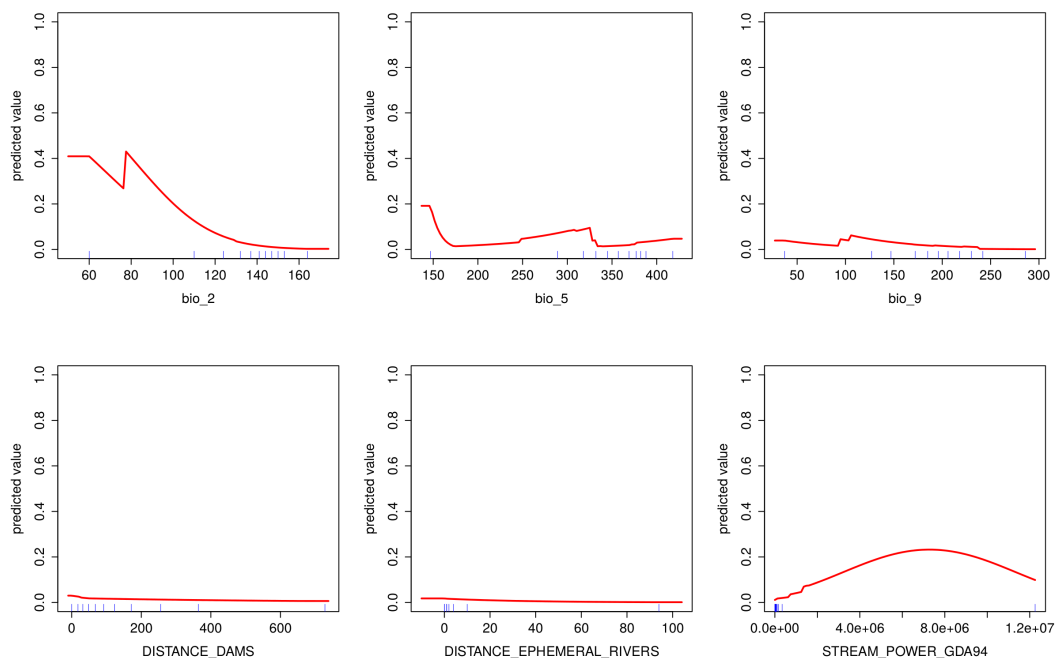 predicted value
0.0 0.2 0.4 0.6 0.8 1.0
60 80 100 120 140 160
bio_2
predicted value
0.0 0.2 0.4 0.6 0.8 1.0
150 200 250 300 350 400
bio_5
predicted value
0.0 0.2 0.4 0.6 0.8 1.0
50 100 150 200 250 300
bio_9
predicted value
0.0 0.2 0.4 0.6 0.8 1.0
0 200 400 600
DISTANCE_DAMS
predicted value
0.0 0.2 0.4 0.6 0.8 1.0
0 20 40 60 80 100
DISTANCE_EPHEMERAL_RIVERS
predicted value
0.0 0.2 0.4 0.6 0.8 1.0
0.0e+00 4.0e+06 8.0e+06 1.2e+07
STREAM_POWER_GDA94